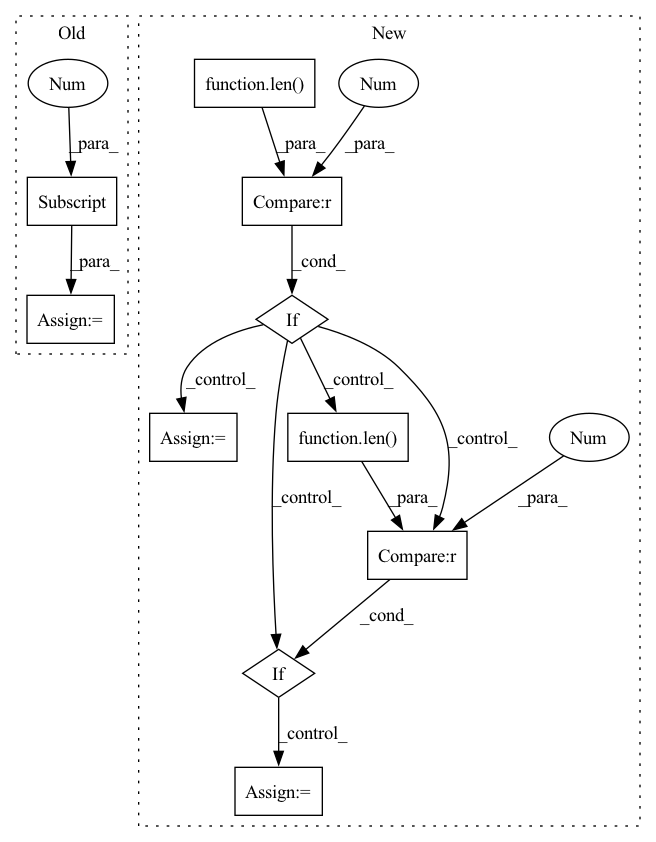 Old
New
Num
function.len()
Num
_para_
_para_
_para_
Subscript
Compare:r
_para_
_cond_
Assign:=
If
_control_
_control_
_control_
_control_
Assign:=
function.len()
Num
_para_
_para_
Compare:r
_cond_
If
_control_
Assign:=